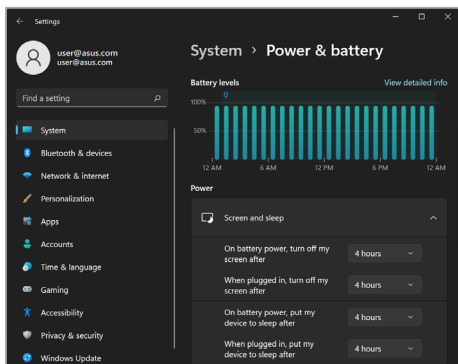 Settings
user@asus.com
user@asus.com
Find a setting
System
Bluetooth & devices
Network & internet
Personalization
Apps
Accounts
Time & language
Gaming
Accessibility
Privacy & security
Windows Update
System > Power & battery
Battery levels
View detailed info
100%
50%
12 AM 6 AM 12 PM 6 PM 12 AM
Power
Screen and sleep
On battery power, turn off my
screen after
4 hours
When plugged in, turn off my
screen after
4 hours
On battery power, put my
device to sleep after
4 hours
When plugged in, put my
device to sleep after
4 hours